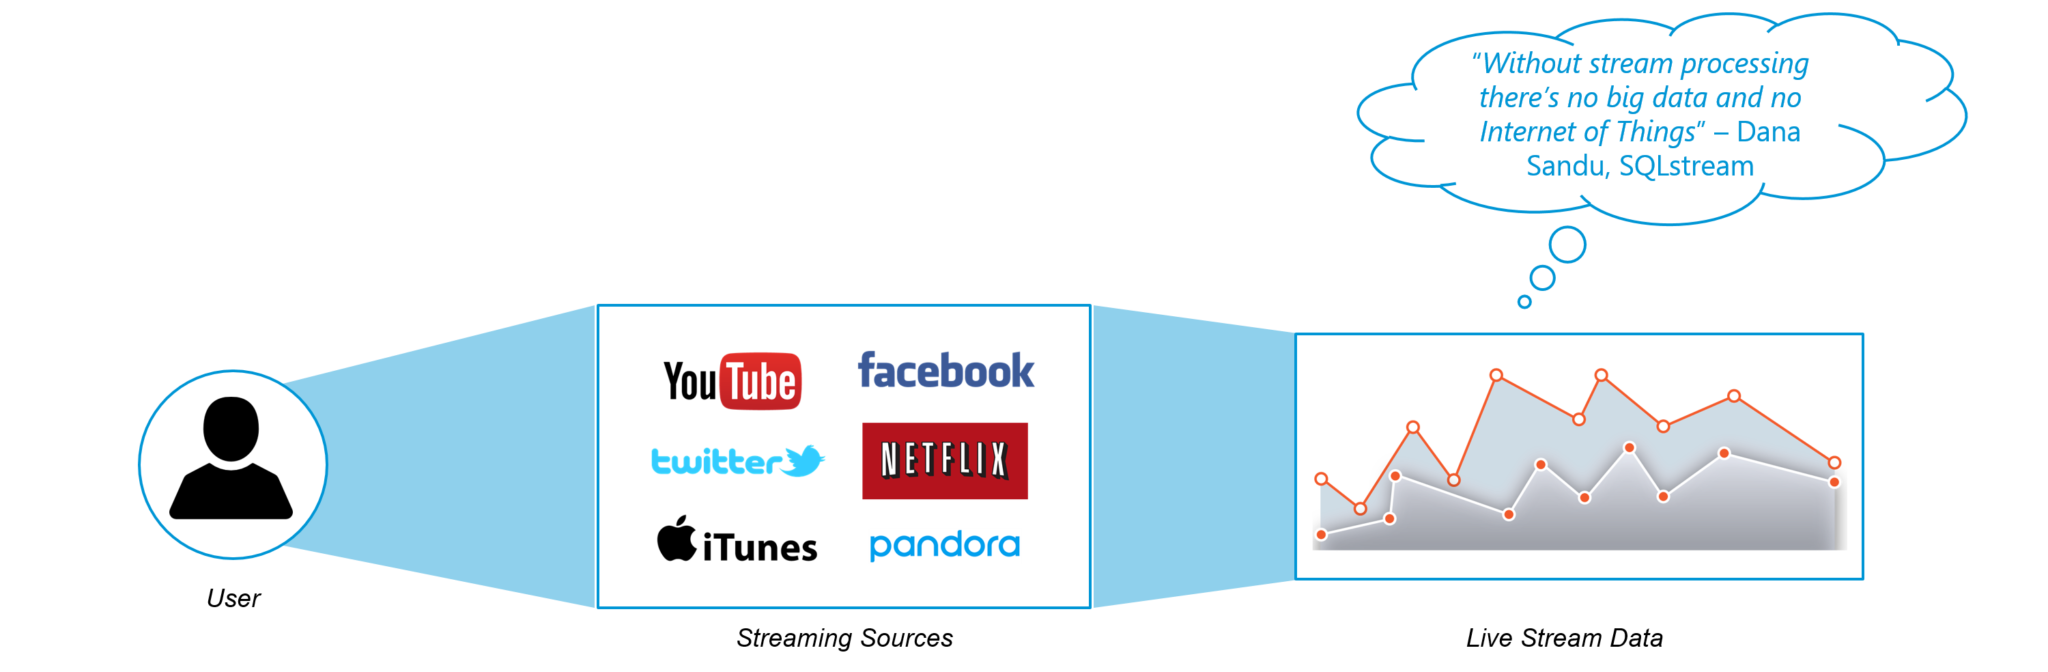 "Without stream processing
there's no big data and no
Internet of Things" – Dana
Sandu, SQLstream
YouTube
facebook
twitter
NETFLIX
iTunes
pandora
User
Streaming Sources
Live Stream Data